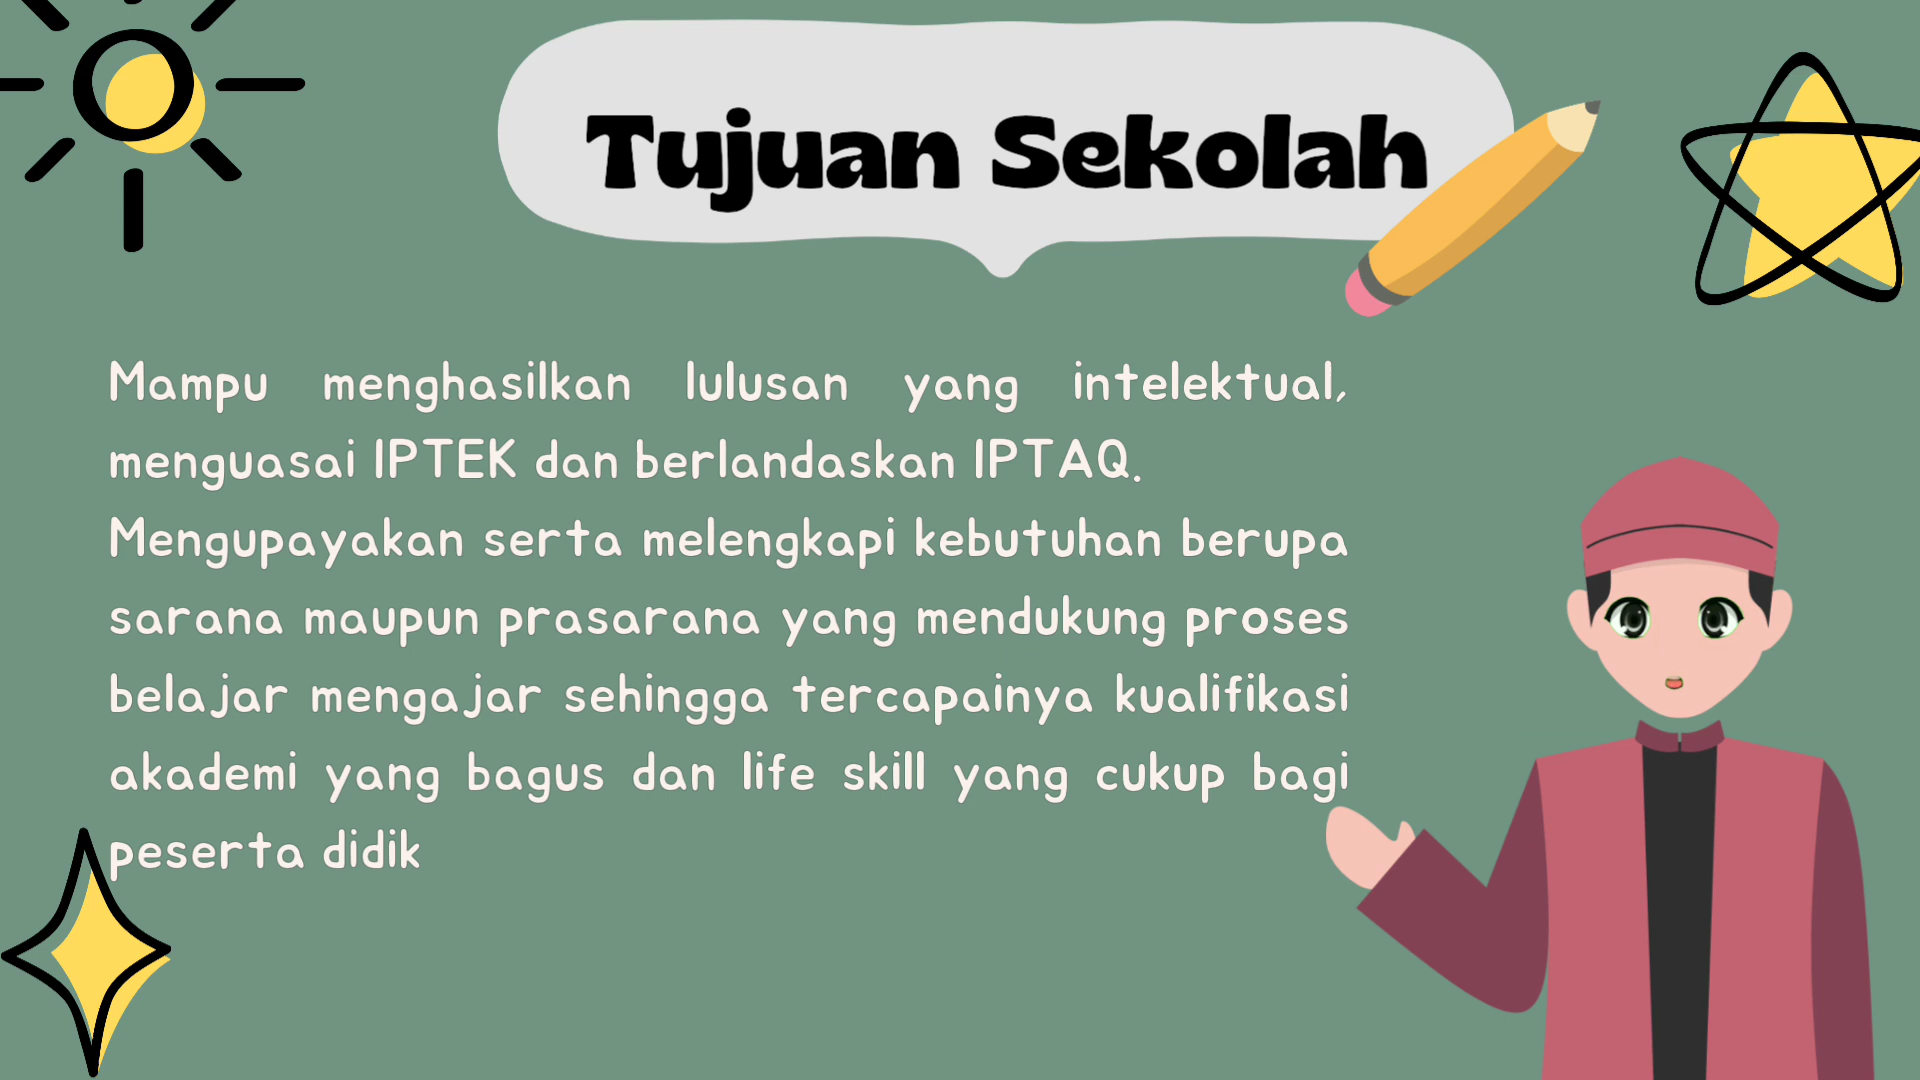 Tujuan Sekolah
Mampu menghasilkan lulusan yang intelektual,
menguasai IPTEK dan berlandaskan IPTAQ.
Mengupayakan serta melengkapi kebutuhan berupa
sarana maupun prasarana yang mendukung proses
belajar mengajar sehingga tercapainya kualifikasi
akademi yang bagus dan life skill yang cukup bagi
peserta didik